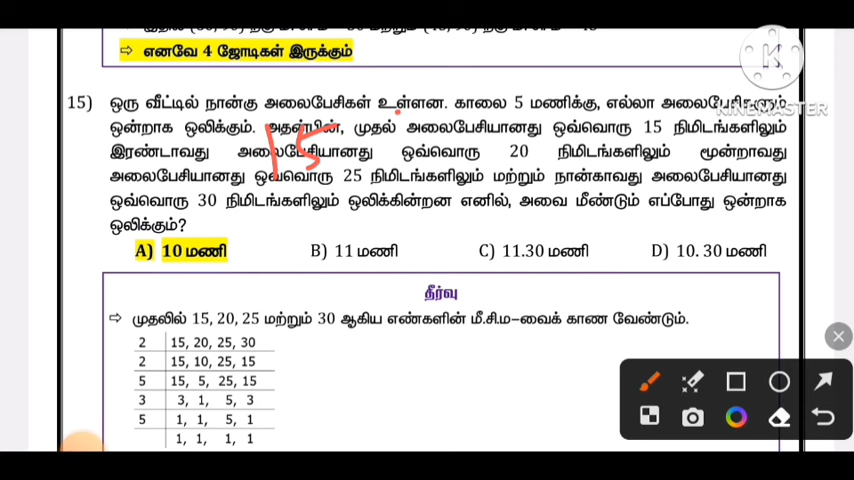 ⇨ எனவே 4 ஜோடிகள் இருக்கும்
KINEMASTER
15) ஒரு வீட்டில் நான்கு அலைபேசிகள் உள்ளன. காலை 5 மணிக்கு, எல்லா அலைபேசிகளும்
ஒன்றாக ஒலிக்கும். அதன்பின், முதல் அலைபேசியானது ஒவ்வொரு 15 நிமிடங்களிலும்
இரண்டாவது அலைபேசியானது ஒவ்வொரு 20 நிமிடங்களிலும் மூன்றாவது
அலைபேசியானது ஒவ்வொரு 25 நிமிடங்களிலும் மற்றும் நான்காவது அலைபேசியானது
ஒவ்வொரு 30 நிமிடங்களிலும் ஒலிக்கின்றன எனில், அவை மீண்டும் எப்போது ஒன்றாக
ஒலிக்கும்?
15
A) 10 மணி B) 11 மணி C) 11.30 மணி D) 10. 30 மணி
தீர்வு
⇨ முதலில் 15, 20, 25 மற்றும் 30 ஆகிய எண்களின் மீ.சி.ம–வைக் காண வேண்டும்.
2 15, 20, 25, 30
2 15, 10, 25, 15
5 15, 5, 25, 15
3 3, 1, 5, 3
5 1, 1, 5, 1
1, 1, 1, 1